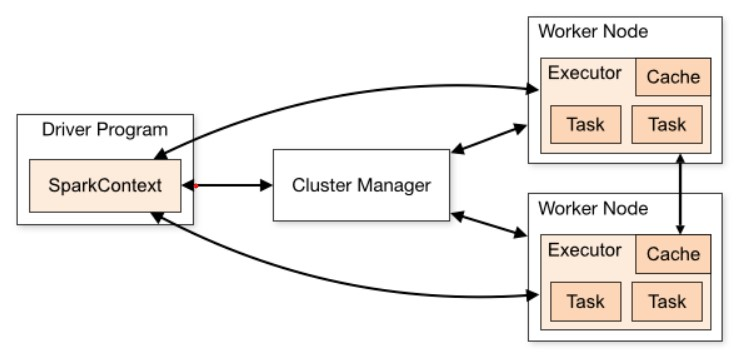 Driver Program
SparkContext
Cluster Manager
Worker Node
Executor
Cache
Task
Task
Worker Node
Executor
Cache
Task
Task